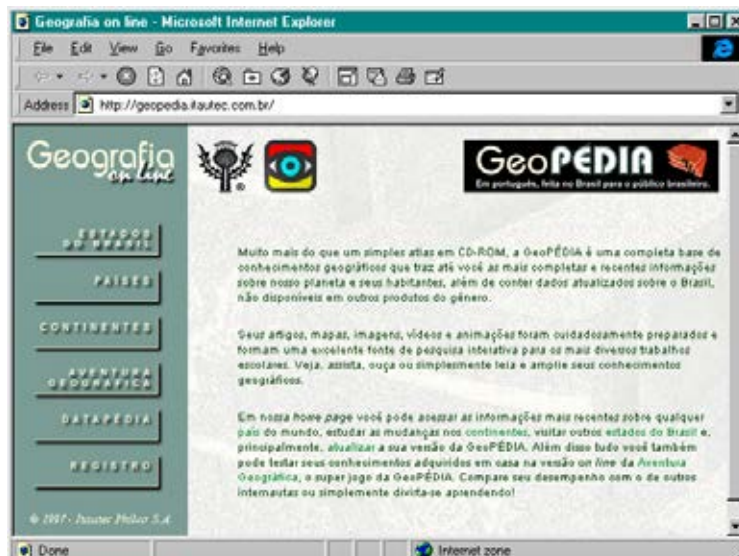 Geografia on line - Microsoft Internet Explorer
File Edit View Go Favorites Help
Address http://geopedia.itautec.com.br/
Geografia
on line
ESTADOS
DO BRASIL
PAÍSES
CONTINENTES
AVENTURA
GEOGRÁFICA
DATAPÉDIA
REGISTRO
© 1997 - Itautec Philco S.A.
®
GeoPÉDIA
Em português, feita no Brasil para o público brasileiro.
Muito mais do que um simples atlas em CD-ROM, a GeoPÉDIA é uma completa base de
conhecimentos geográficos que traz até você as mais completas e recentes informações
sobre nosso planeta e seus habitantes, além de conter dados atualizados sobre o Brasil,
não disponíveis em outros produtos do gênero.
Seus artigos, mapas, imagens, vídeos e animações foram cuidadosamente preparados e
formam uma excelente fonte de pesquisa interativa para os mais diversos trabalhos
escolares. Veja, assista, ouça ou simplesmente leia e amplie seus conhecimentos
geográficos.
Em nossa home page você pode acessar as informações mais recentes sobre qualquer
país do mundo, estudar as mudanças nos continentes, visitar outros estados do Brasil e,
principalmente, atualizar a sua versão da GeoPÉDIA. Além disso tudo você também
pode testar seus conhecimentos adquiridos em casa na versão on line da Aventura
Geográfica, o super jogo da GeoPÉDIA. Compare seu desempenho com o de outros
internautas ou simplesmente divirta-se aprendendo!
Done
Internet zone